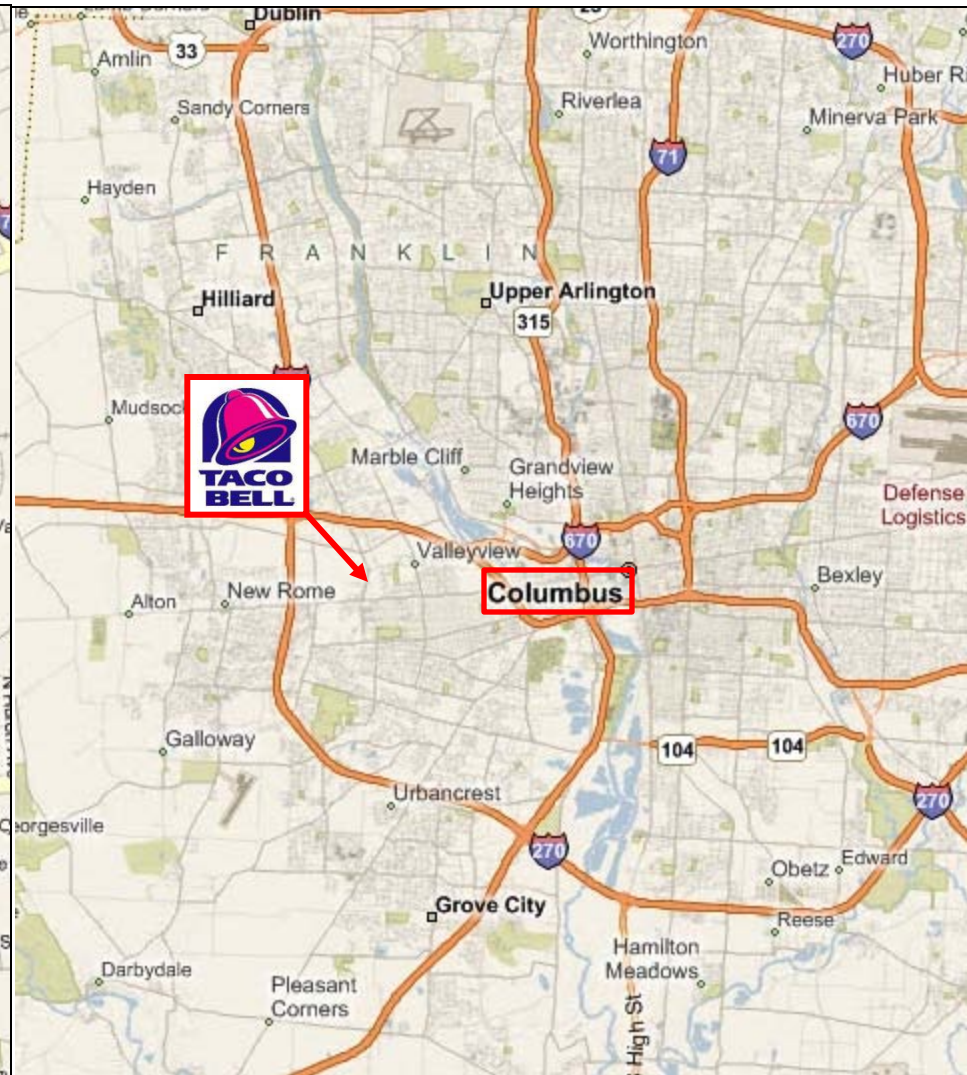 Dublin
33
Amlin
Worthington
270
Sandy Corners
Riverlea
Minerva Park
71
Hayden
FRANKLIN
Hilliard
Upper Arlington
315
TACO
BELL
Marble Cliff
Grandview
Heights
670
Defense
Logistics
670
Valleyview
Columbus
Bexley
New Rome
Alton
Galloway
104
104
Urbancrest
270
270
Obetz
Edward
Grove City
Reese
Hamilton
Meadows
Darbydale
Pleasant
Corners
High St